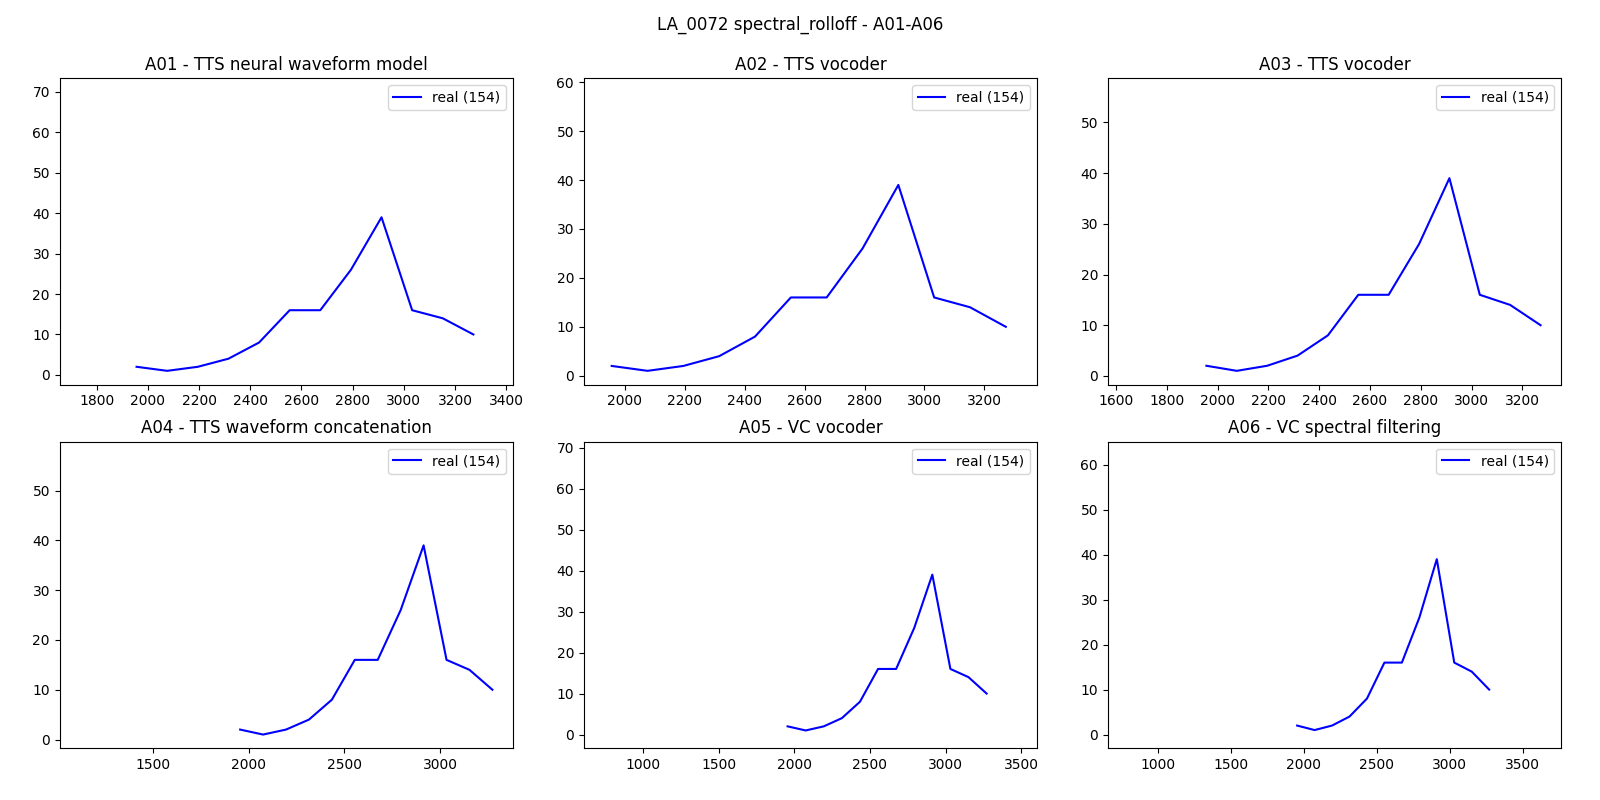 LA_0072 spectral_rolloff - A01-A06
A01 - TTS neural waveform model
real (154)
70
60
50
40
30
20
10
0
1800 2000 2200 2400 2600 2800 3000 3200 3400
A02 - TTS vocoder
real (154)
60
50
40
30
20
10
0
2000 2200 2400 2600 2800 3000 3200
A03 - TTS vocoder
real (154)
50
40
30
20
10
0
1600 1800 2000 2200 2400 2600 2800 3000 3200
A04 - TTS waveform concatenation
real (154)
50
40
30
20
10
0
1500 2000 2500 3000
A05 - VC vocoder
real (154)
70
60
50
40
30
20
10
0
1000 1500 2000 2500 3000 3500
A06 - VC spectral filtering
real (154)
60
50
40
30
20
10
0
1000 1500 2000 2500 3000 3500